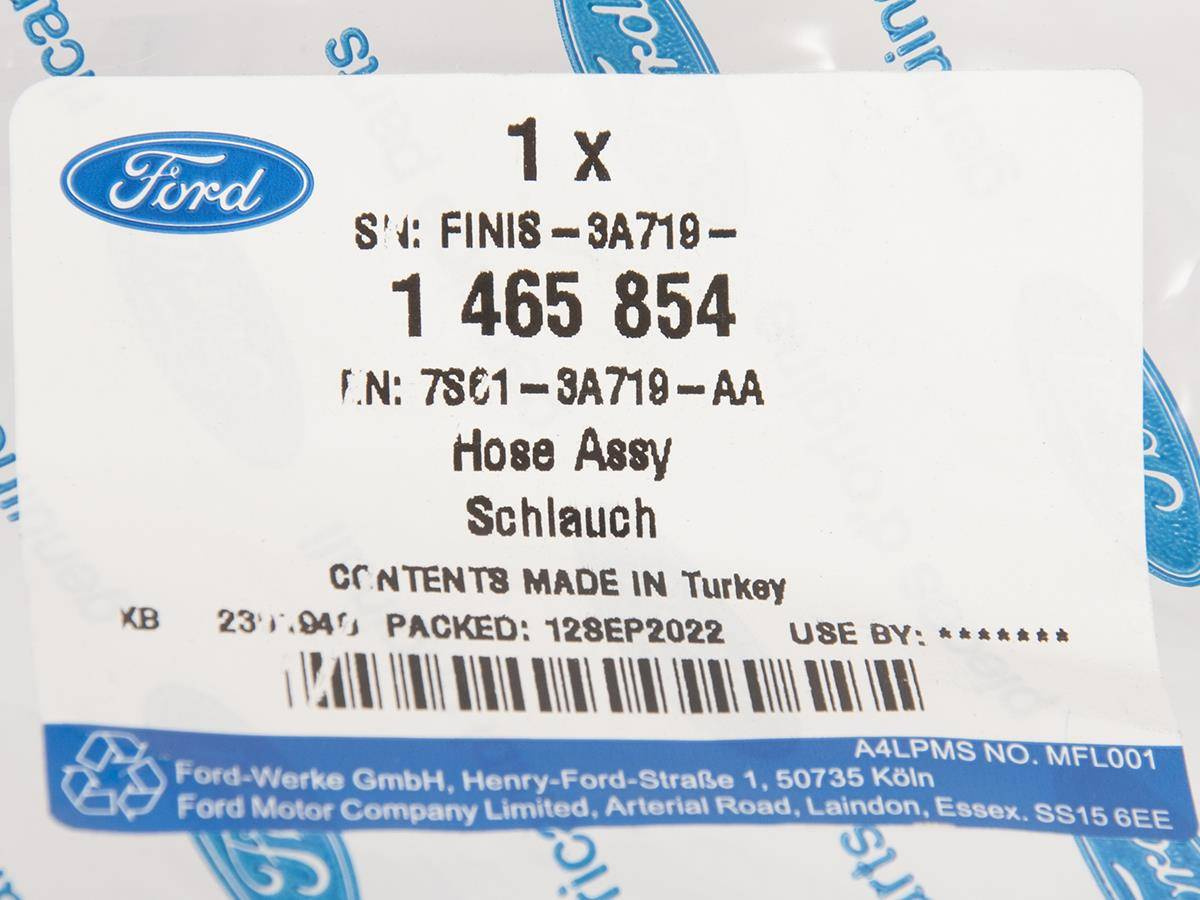 Ford
1 x
SN: FINIS-3A719-
1 465 854
EN: 7S61-3A719-AA
Hose Assy
Schlauch
CONTENTS MADE IN Turkey
XB PACKED: 12SEP2022 USE BY: *******
A4LPMS NO. MFL001
Ford-Werke GmbH, Henry-Ford-Straße 1, 50735 Köln
Ford Motor Company Limited, Arterial Road, Laindon, Essex. SS15 6EE